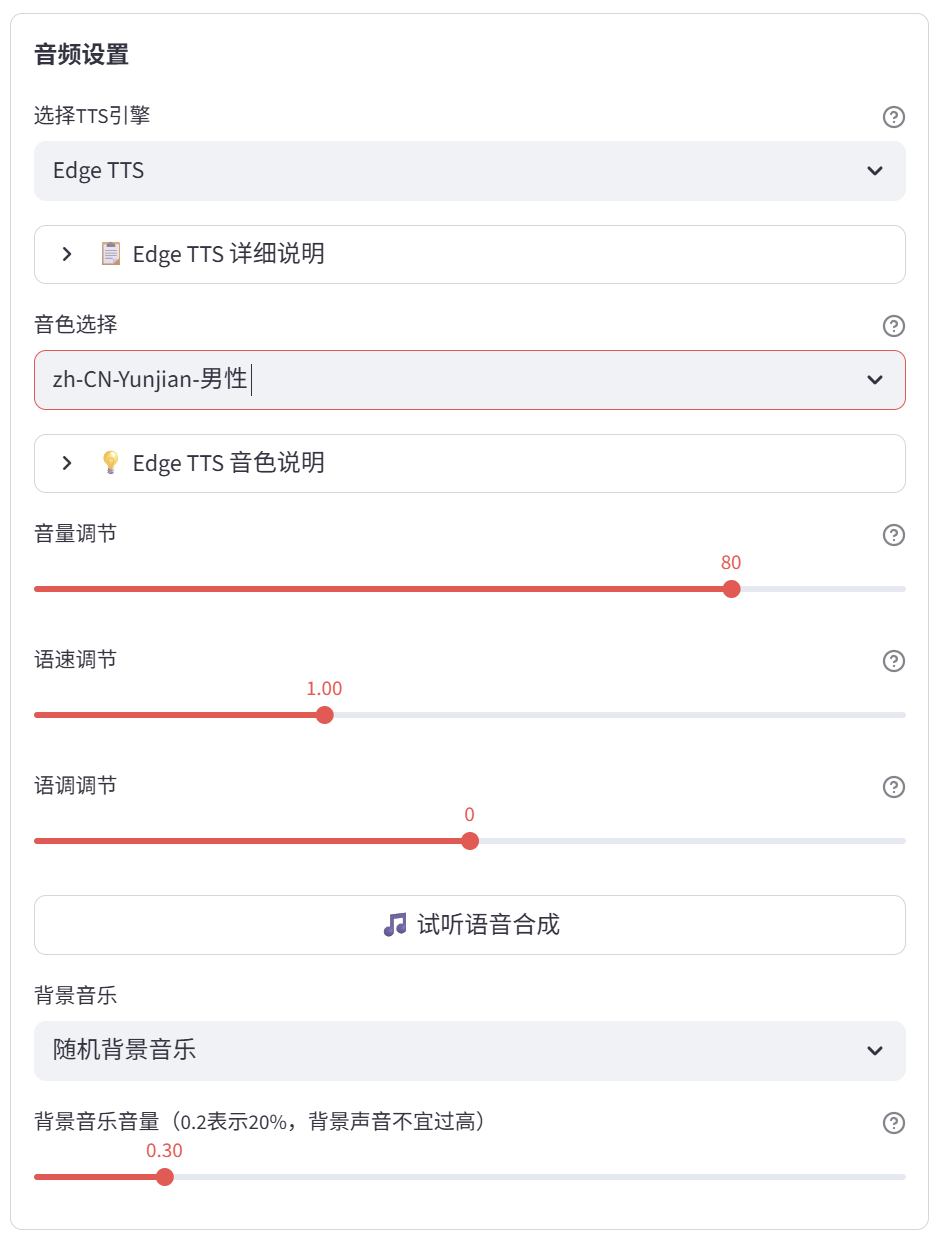 音频设置
选择TTS引擎
Edge TTS
Edge TTS 详细说明
音色选择
zh-CN-Yunjian-男性
Edge TTS 音色说明
音量调节
80
语速调节
1.00
语调调节
0
试听语音合成
背景音乐
随机背景音乐
背景音乐音量（0.2表示20%，背景声音不宜过高）
0.30